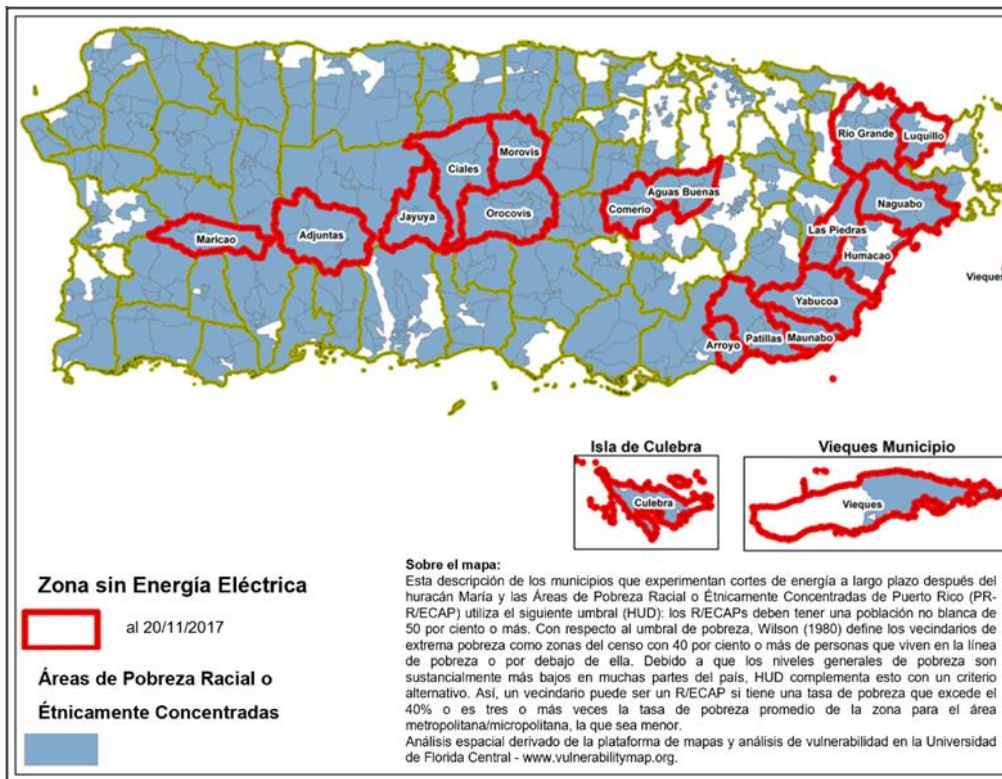 Río Grande
Luquillo
Morovis
Ciales
Aguas Buenas
Naguabo
Jayuya
Orocovis
Comerío
Las Piedras
Maricao
Adjuntas
Humacao
Vieques
Yabucoa
Patillas
Maunabo
Arroyo
Isla de Culebra
Vieques Municipio
Culebra
Vieques
Zona sin Energía Eléctrica
al 20/11/2017
Áreas de Pobreza Racial o
Étnicamente Concentradas
Sobre el mapa:
Esta descripción de los municipios que experimentan cortes de energía a largo plazo después del
huracán María y las Áreas de Pobreza Racial o Étnicamente Concentradas de Puerto Rico (PR-
R/ECAP) utiliza el siguiente umbral (HUD): los R/ECAPs deben tener una población no blanca de
50 por ciento o más. Con respecto al umbral de pobreza, Wilson (1980) define los vecindarios de
extrema pobreza como zonas del censo con 40 por ciento o más de personas que viven en la línea
de pobreza o por debajo de ella. Debido a que los niveles generales de pobreza son
sustancialmente más bajos en muchas partes del país, HUD complementa esto con un criterio
alternativo. Así, un vecindario puede ser un R/ECAP si tiene una tasa de pobreza que excede el
40% o es tres o más veces la tasa de pobreza promedio de la zona para el área
metropolitana/micropolitana, la que sea menor.
Análisis espacial derivado de la plataforma de mapas y análisis de vulnerabilidad en la Universidad
de Florida Central - www.vulnerabilitymap.org.